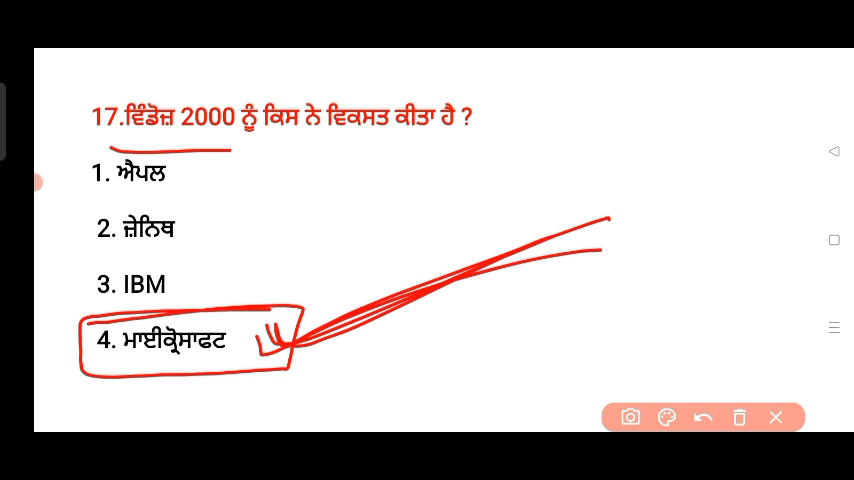 17.ਵਿੰਡੋਜ਼ 2000 ਨੂੰ ਕਿਸ ਨੇ ਵਿਕਸਤ ਕੀਤਾ ਹੈ ?
1. ਐਪਲ
2. ਜ਼ੇਨਿਥ
3. IBM
4. ਮਾਈਕ੍ਰੋਸਾਫਟ